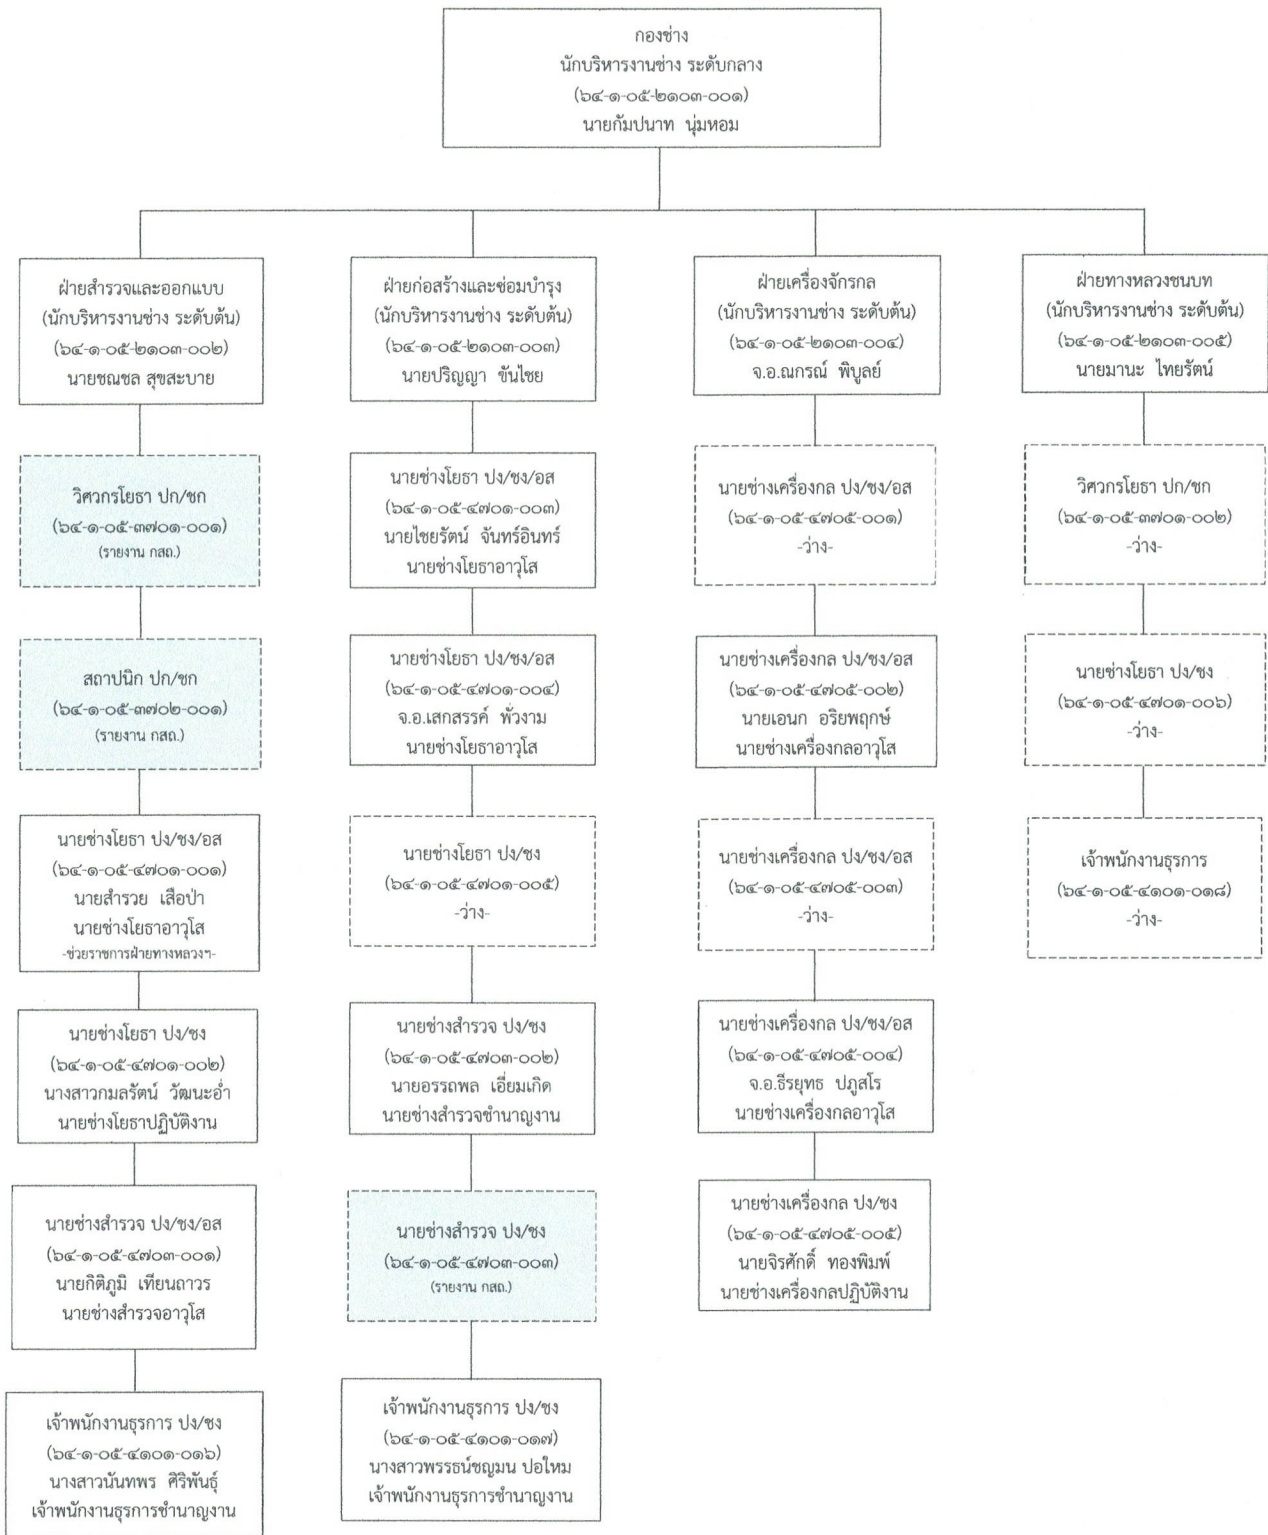 กองช่าง
นักบริหารงานช่าง ระดับกลาง
(๖๔-๑-๐๕-๒๑๐๓-๐๐๑)
นายกัมปนาท นุ่มหอม
ฝ่ายสำรวจและออกแบบ
(นักบริหารงานช่าง ระดับต้น)
(๖๔-๑-๐๕-๒๑๐๓-๐๐๒)
นายชณชล สุขสะบาย
วิศวกรโยธา ปก/ชก
(๖๔-๑-๐๕-๓๗๐๑-๐๐๑)
(รายงาน กสถ.)
สถาปนิก ปก/ชก
(๖๔-๑-๐๕-๓๗๐๒-๐๐๑)
(รายงาน กสถ.)
นายช่างโยธา ปง/ชง/อส
(๖๔-๑-๐๕-๔๗๐๑-๐๐๑)
นายสำรวย เสือป่า
นายช่างโยธาอาวุโส
-ช่วยราชการฝ่ายทางหลวงฯ-
นายช่างโยธา ปง/ชง
(๖๔-๑-๐๕-๔๗๐๑-๐๐๒)
นางสาวกมลรัตน์ วัฒนะอ่ำ
นายช่างโยธาปฏิบัติงาน
นายช่างสำรวจ ปง/ชง/อส
(๖๔-๑-๐๕-๔๗๐๓-๐๐๑)
นายกิติภูมิ เทียนถาวร
นายช่างสำรวจอาวุโส
เจ้าพนักงานธุรการ ปง/ชง
(๖๔-๑-๐๕-๔๑๐๑-๐๑๖)
นางสาวนันทพร ศิริพันธุ์
เจ้าพนักงานธุรการชำนาญงาน
ฝ่ายก่อสร้างและซ่อมบำรุง
(นักบริหารงานช่าง ระดับต้น)
(๖๔-๑-๐๕-๒๑๐๓-๐๐๓)
นายปริญญา ขันไชย
นายช่างโยธา ปง/ชง/อส
(๖๔-๑-๐๕-๔๗๐๑-๐๐๓)
นายไชยรัตน์ จันทร์อินทร์
นายช่างโยธาอาวุโส
นายช่างโยธา ปง/ชง/อส
(๖๔-๑-๐๕-๔๗๐๑-๐๐๔)
จ.อ.เสกสรรค์ พั่วงาม
นายช่างโยธาอาวุโส
นายช่างโยธา ปง/ชง
(๖๔-๑-๐๕-๔๗๐๑-๐๐๕)
-ว่าง-
นายช่างสำรวจ ปง/ชง
(๖๔-๑-๐๕-๔๗๐๓-๐๐๒)
นายอรรถพล เอี่ยมเกิด
นายช่างสำรวจชำนาญงาน
นายช่างสำรวจ ปง/ชง
(๖๔-๑-๐๕-๔๗๐๓-๐๐๓)
(รายงาน กสถ.)
เจ้าพนักงานธุรการ ปง/ชง
(๖๔-๑-๐๕-๔๑๐๑-๐๑๗)
นางสาวพรรธน์ชญมน ปอใหม
เจ้าพนักงานธุรการชำนาญงาน
ฝ่ายเครื่องจักรกล
(นักบริหารงานช่าง ระดับต้น)
(๖๔-๑-๐๕-๒๑๐๓-๐๐๔)
จ.อ.ณกรณ์ พิบูลย์
นายช่างเครื่องกล ปง/ชง/อส
(๖๔-๑-๐๕-๔๗๐๕-๐๐๑)
-ว่าง-
นายช่างเครื่องกล ปง/ชง/อส
(๖๔-๑-๐๕-๔๗๐๕-๐๐๒)
นายเอนก อริยพฤกษ์
นายช่างเครื่องกลอาวุโส
นายช่างเครื่องกล ปง/ชง/อส
(๖๔-๑-๐๕-๔๗๐๕-๐๐๓)
-ว่าง-
นายช่างเครื่องกล ปง/ชง/อส
(๖๔-๑-๐๕-๔๗๐๕-๐๐๔)
จ.อ.ธีรยุทธ ปภูสโร
นายช่างเครื่องกลอาวุโส
นายช่างเครื่องกล ปง/ชง
(๖๔-๑-๐๕-๔๗๐๕-๐๐๕)
นายจิรศักดิ์ ทองพิมพ์
นายช่างเครื่องกลปฏิบัติงาน
ฝ่ายทางหลวงชนบท
(นักบริหารงานช่าง ระดับต้น)
(๖๔-๑-๐๕-๒๑๐๓-๐๐๕)
นายมานะ ไทยรัตน์
วิศวกรโยธา ปก/ชก
(๖๔-๑-๐๕-๓๗๐๑-๐๐๒)
-ว่าง-
นายช่างโยธา ปง/ชง
(๖๔-๑-๐๕-๔๗๐๑-๐๐๖)
-ว่าง-
เจ้าพนักงานธุรการ
(๖๔-๑-๐๕-๔๑๐๑-๐๑๘)
-ว่าง-